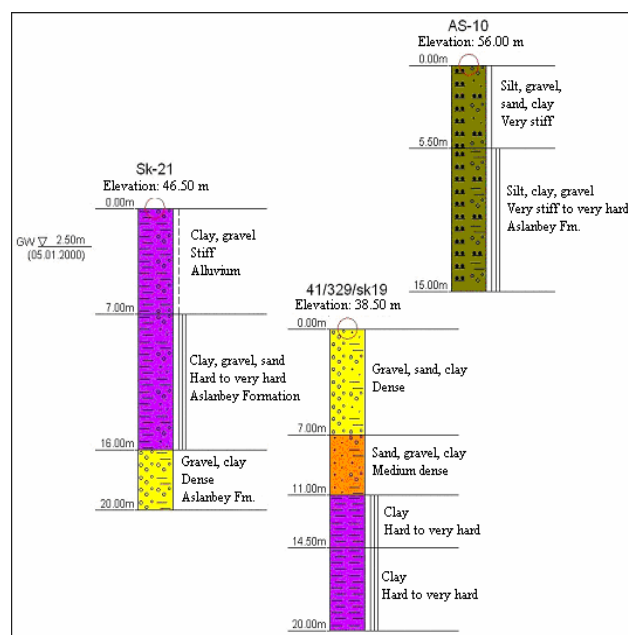 AS-10
Elevation: 56.00 m
0.00m
Silt, gravel,
sand, clay
Very stiff
5.50m
Silt, clay, gravel
Very stiff to very hard
Aslanbey Fm.
15.00m
Sk-21
Elevation: 46.50 m
0.00m
GW 2.50m
(05.01.2000)
Clay, gravel
Stiff
Alluvium
7.00m
Clay, gravel, sand
Hard to very hard
Aslanbey Formation
16.00m
Gravel, clay
Dense
Aslanbey Fm.
20.00m
41/329/sk19
Elevation: 38.50 m
0.00m
Gravel, sand, clay
Dense
7.00m
Sand, gravel, clay
Medium dense
11.00m
Clay
Hard to very hard
14.50m
Clay
Hard to very hard
20.00m